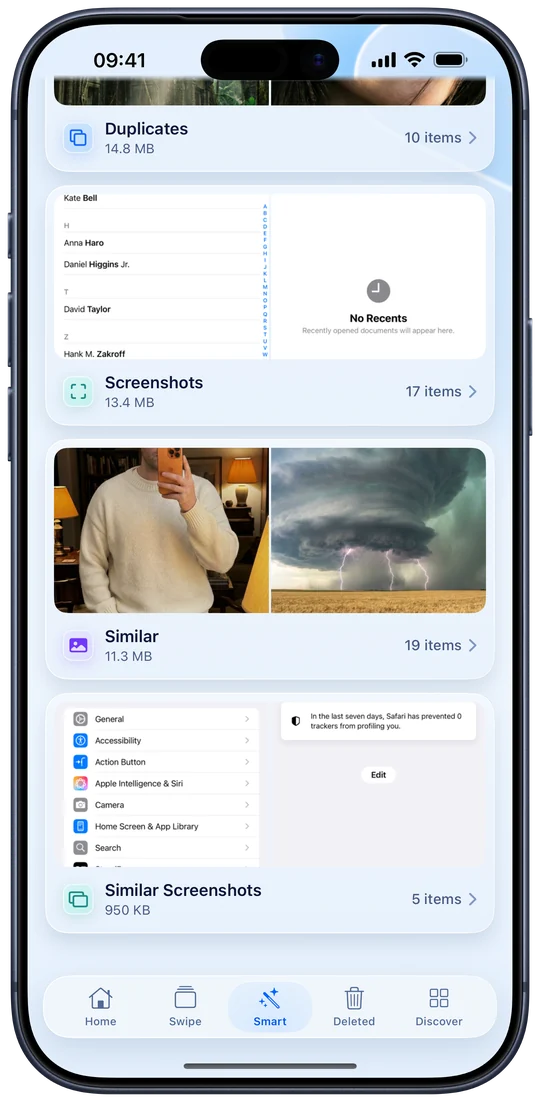 09:41
Duplicates
14.8 MB
10 items
Kate Bell
H
Anna Haro
Daniel Higgins Jr.
T
David Taylor
Z
Hank M. Zakroff
A
B
C
D
E
F
G
H
I
J
K
L
M
N
O
P
Q
R
S
T
U
V
W
No Recents
Recently opened documents will appear here.
Screenshots
13.4 MB
17 items
Similar
11.3 MB
19 items
General
Accessibility
Action Button
Apple Intelligence & Siri
Camera
Home Screen & App Library
Search
In the last seven days, Safari has prevented 0
trackers from profiling you.
Edit
Similar Screenshots
950 KB
5 items
Home
Swipe
Smart
Deleted
Discover